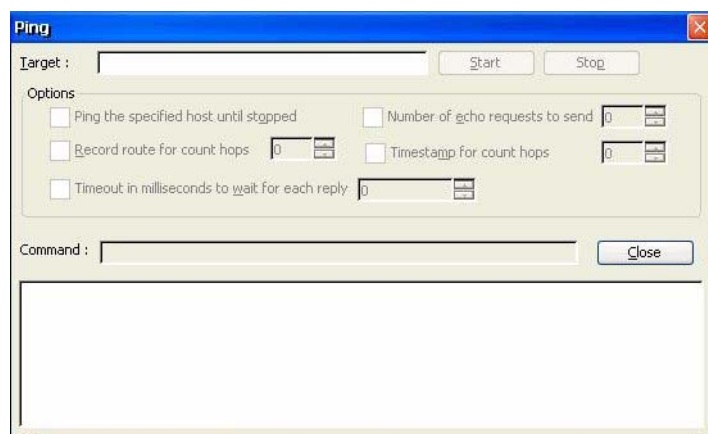 Ping
Target : Start Stop
Options
Ping the specified host until stopped Number of echo requests to send 0
Record route for count hops 0 Timestamp for count hops 0
Timeout in milliseconds to wait for each reply 0
Command : Close